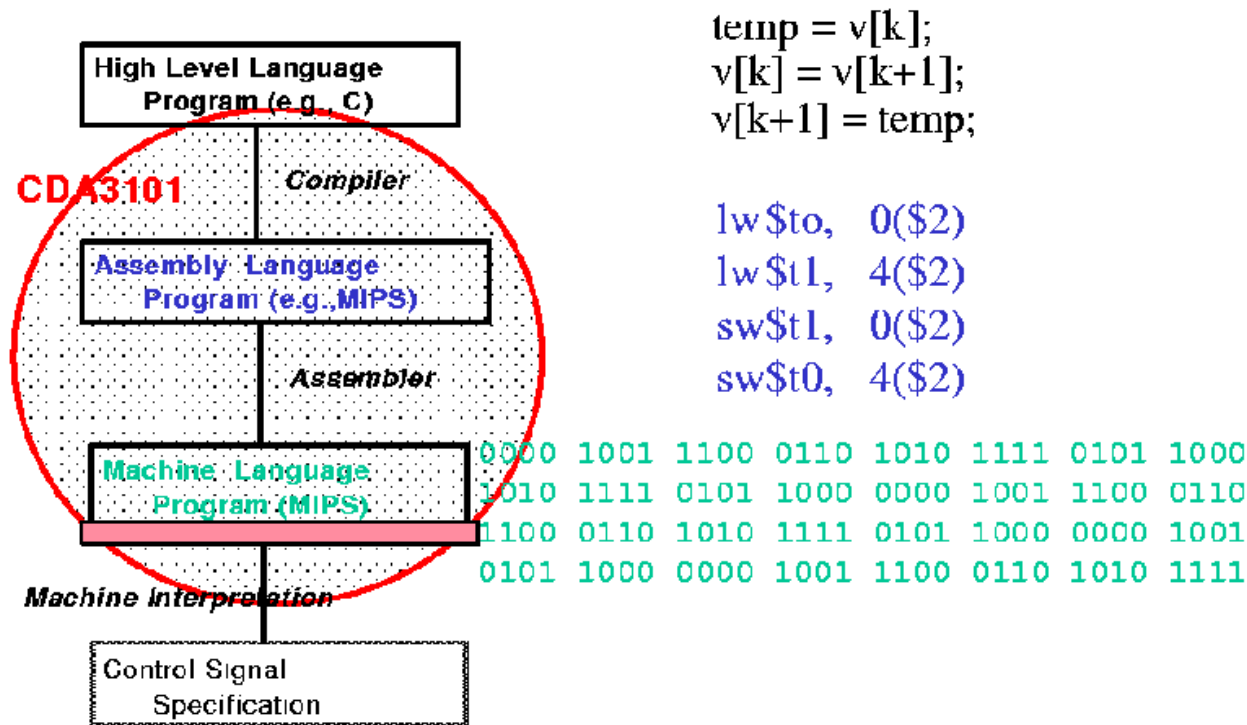 High Level Language
Program (e.g., C)
CDA3101
Compiler
Assembly Language
Program (e.g.,MIPS)
Assembler
Machine Language
Program (MIPS)
Machine Interpretation
Control Signal
Specification
temp = v[k];
v[k] = v[k+1];
v[k+1] = temp;
lw$to, 0($2)
lw$t1, 4($2)
sw$t1, 0($2)
sw$t0, 4($2)
0000 1001 1100 0110 1010 1111 0101 1000
1010 1111 0101 1000 0000 1001 1100 0110
1100 0110 1010 1111 0101 1000 0000 1001
0101 1000 0000 1001 1100 0110 1010 1111